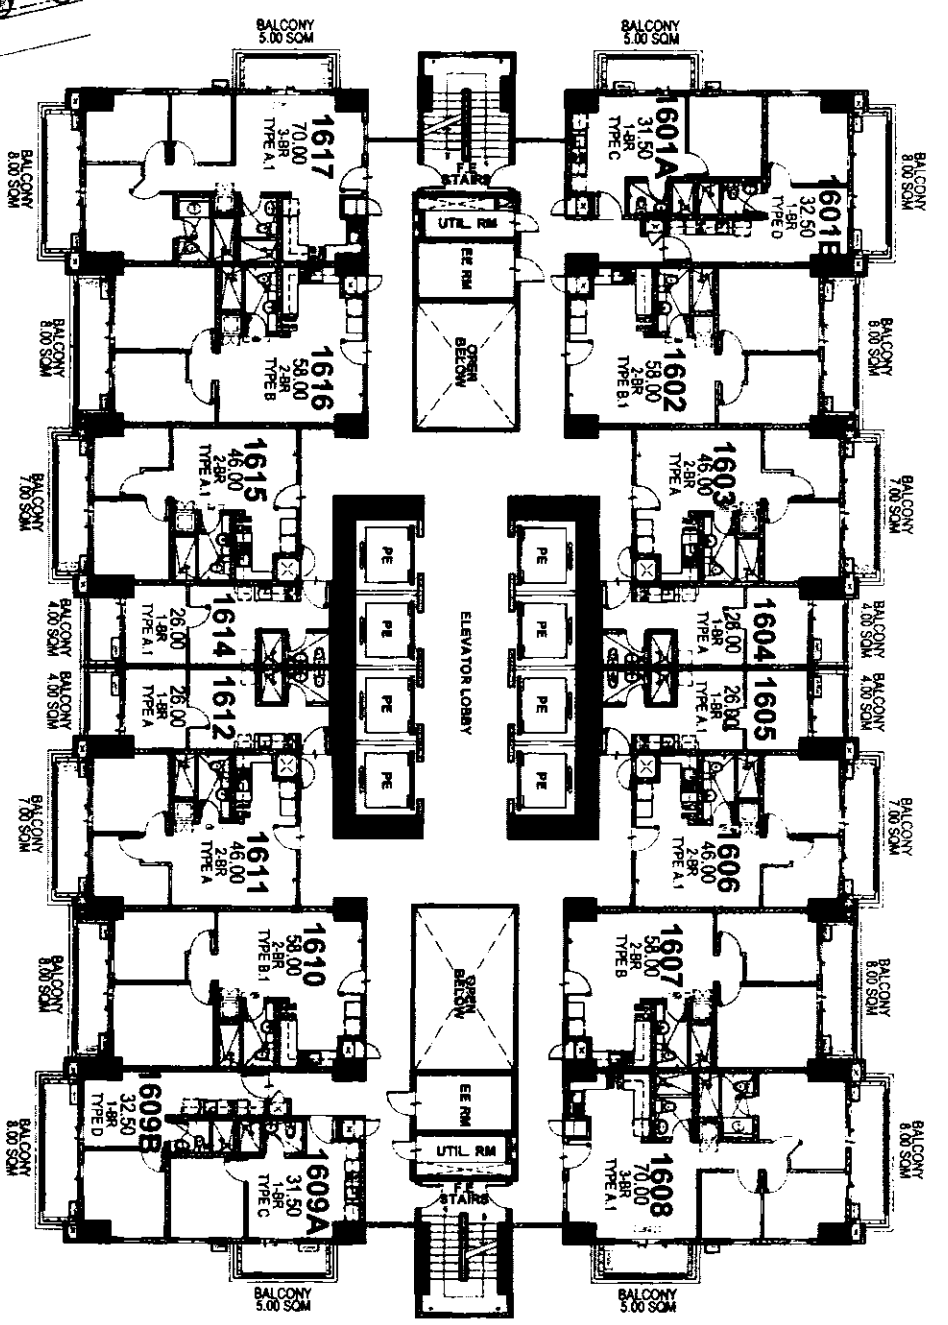 BALCONY
5.00 SQM
BALCONY
5.00 SQM
BALCONY
8.00 SQM
1617
70.00
3-BR
TYPE A.1
F.E
STAIRS
1601A
31.50
1-BR
TYPE C
1601B
32.50
1-BR
TYPE D
BALCONY
8.00 SQM
UTIL. RM
EE RM
OPEN
BELOW
BALCONY
8.00 SQM
1616
58.00
2-BR
TYPE B
1602
58.00
2-BR
TYPE B.1
BALCONY
8.00 SQM
BALCONY
7.00 SQM
1615
46.00
2-BR
TYPE A.1
1603
46.00
2-BR
TYPE A
BALCONY
7.00 SQM
PE
PE
PE
PE
ELEVATOR LOBBY
PE
PE
PE
PE
BALCONY
4.00 SQM
1614
26.00
1-BR
TYPE A.1
1604
26.00
1-BR
TYPE A
BALCONY
4.00 SQM
BALCONY
4.00 SQM
1612
26.00
1-BR
TYPE A
1605
26.00
1-BR
TYPE A.1
BALCONY
4.00 SQM
BALCONY
7.00 SQM
1611
46.00
2-BR
TYPE A
1606
46.00
2-BR
TYPE A.1
BALCONY
7.00 SQM
BALCONY
8.00 SQM
1610
58.00
2-BR
TYPE B.1
OPEN
BELOW
1607
58.00
2-BR
TYPE B
BALCONY
8.00 SQM
EE RM
UTIL. RM
F.E
STAIRS
BALCONY
8.00 SQM
1609B
32.50
1-BR
TYPE D
1609A
31.50
1-BR
TYPE C
1608
70.00
3-BR
TYPE A.1
BALCONY
8.00 SQM
BALCONY
5.00 SQM
BALCONY
5.00 SQM